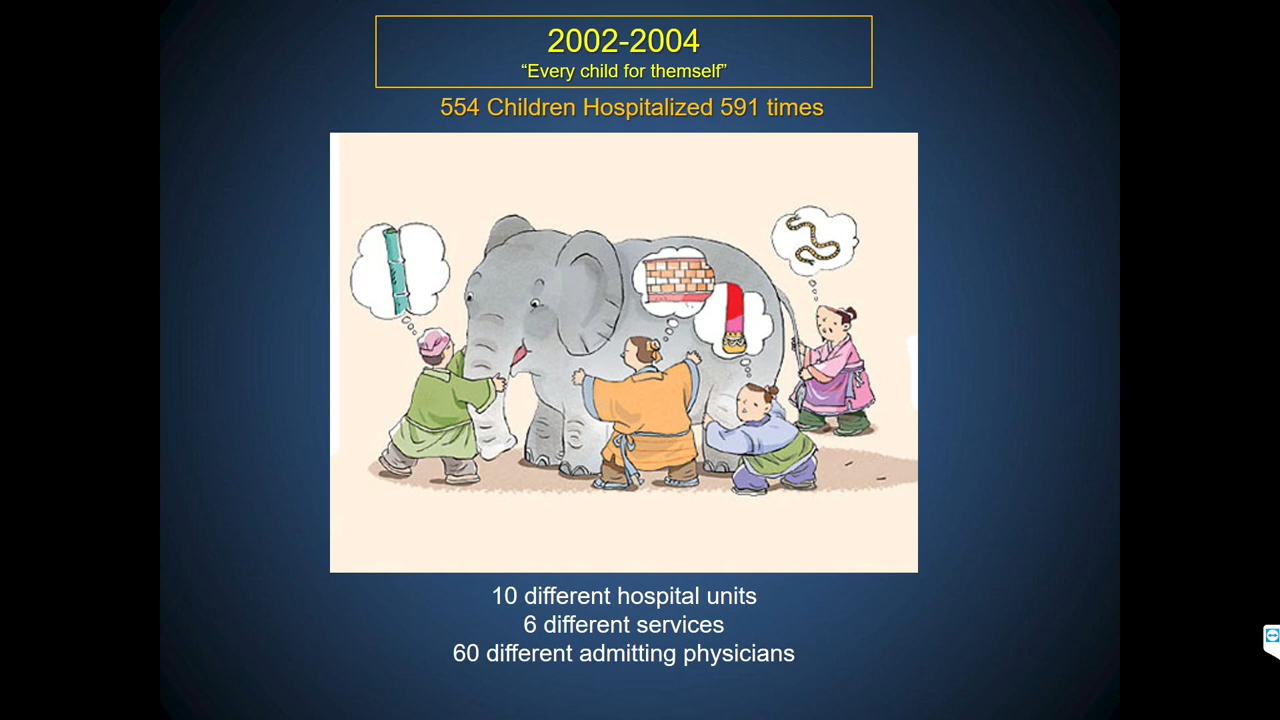 2002-2004
“Every child for themself”
554 Children Hospitalized 591 times
10 different hospital units
6 different services
60 different admitting physicians